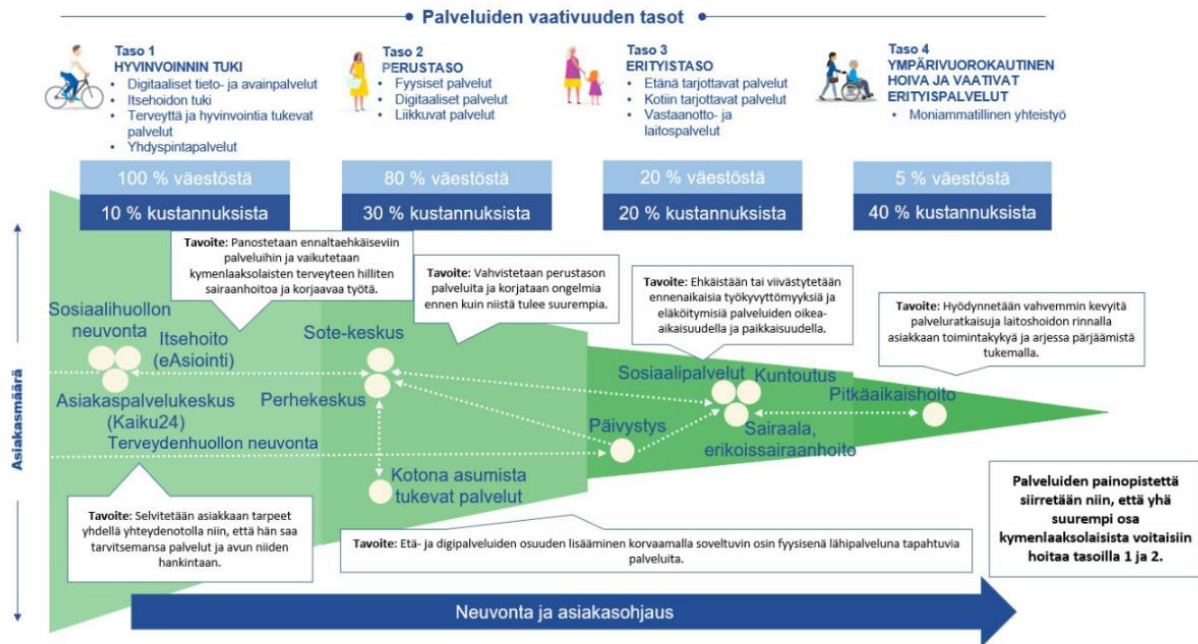 Palveluiden vaativuuden tasot
Taso 1
HYVINVOINNIN TUKI
• Digitaaliset tieto- ja avainpalvelut
• Itsehoidon tuki
• Terveyttä ja hyvinvointia tukevat
palvelut
• Yhdyspintapalvelut
Taso 2
PERUSTASO
• Fyysiset palvelut
• Digitaaliset palvelut
• Liikkuvat palvelut
Taso 3
ERITYISTASO
• Etänä tarjottavat palvelut
• Kotiin tarjottavat palvelut
• Vastaanotto- ja
laitospalvelut
Taso 4
YMPÄRIVUOROKAUTINEN
HOIVA JA VAATIVAT
ERITYISPALVELUT
• Moniammatillinen yhteistyö
100 % väestöstä
10 % kustannuksista
80 % väestöstä
30 % kustannuksista
20 % väestöstä
20 % kustannuksista
5 % väestöstä
40 % kustannuksista
Tavoite: Panostetaan ennaltaehkäiseviin
palveluihin ja vaikutetaan
kymenlaaksolaisten terveyteen hilliten
sairaanhoitoa ja korjaavaa työtä.
Tavoite: Vahvistetaan perustason
palveluita ja korjataan ongelmia
ennen kuin niistä tulee suurempia.
Tavoite: Ehkäistään tai viivästytetään
ennenaikaisia työkyvyttömyyksiä ja
eläköitymisiä palveluiden oikea-
aikaisuudella ja paikkaisuudella.
Tavoite: Hyödynnetään vahvemmin kevyitä
palveluratkaisuja laitoshoidon rinnalla
asiakkaan toimintakykyä ja arjessa pärjäämistä
tukemalla.
Asiakasmäärä
Sosiaalihuollon
neuvonta
Itsehoito
(eAsiointi)
Asiakaspalvelukeskus
(Kaiku24)
Terveydenhuollon neuvonta
Sote-keskus
Perhekeskus
Kotona asumista
tukevat palvelut
Päivystys
Sosiaalipalvelut
Kuntoutus
Sairaala,
erikoissairaanhoito
Pitkäaikaishoito
Tavoite: Selvitetään asiakkaan tarpeet
yhdellä yhteydenotolla niin, että hän saa
tarvitsemansa palvelut ja avun niiden
hankintaan.
Tavoite: Etä- ja digipalveluiden osuuden lisääminen korvaamalla soveltuvin osin fyysisenä lähipalveluna tapahtuvia
palveluita.
Palveluiden painopistettä
siirretään niin, että yhä
suurempi osa
kymenlaaksolaisista voitaisiin
hoitaa tasoilla 1 ja 2.
Neuvonta ja asiakasohjaus